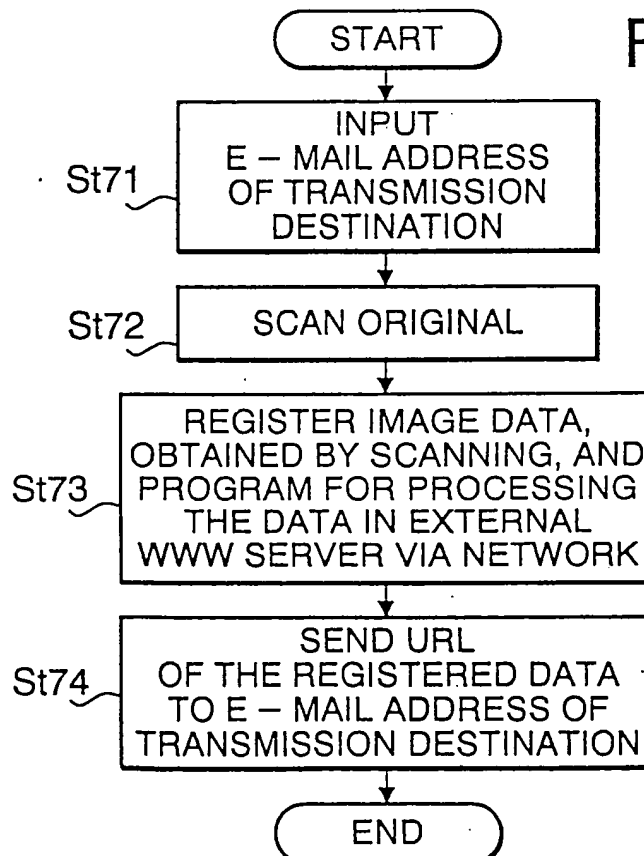 START
INPUT
E – MAIL ADDRESS
OF TRANSMISSION
DESTINATION
St71
SCAN ORIGINAL
St72
REGISTER IMAGE DATA,
OBTAINED BY SCANNING, AND
PROGRAM FOR PROCESSING
THE DATA IN EXTERNAL
WWW SERVER VIA NETWORK
St73
SEND URL
OF THE REGISTERED DATA
TO E – MAIL ADDRESS OF
TRANSMISSION DESTINATION
St74
END